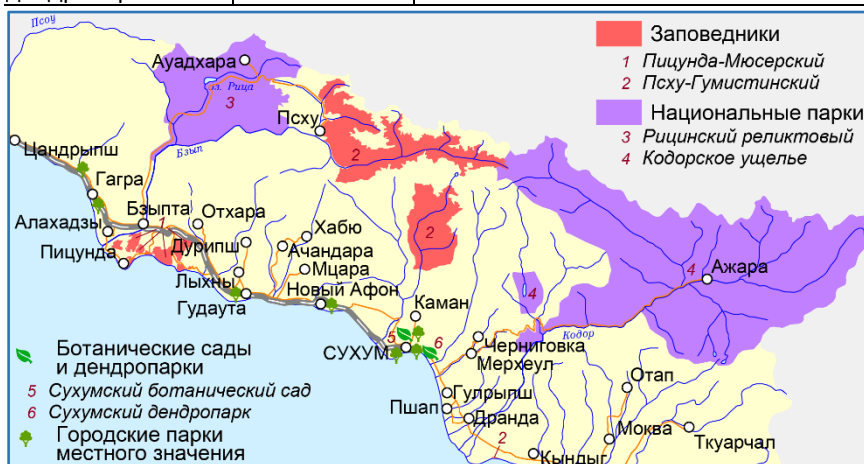 Псоу
Ауадхара
оз. Рица
3
Псху
Бзып
2
Цандрыпш
Гагра
Алахадзы
Бзыпта
Отхара
1
Пицунда
Дурипш
Хабю
Ачандара
Мцара
Лыхны
Гудаута
Новый Афон
2
Каман
5
6
СУХУМ
4
4
Ажара
Кодор
Черниговка
Мерхеул
Гулрыпш
Пшап
Дранда
2
Кындыг
Отап
Моква
Ткуарчал
Заповедники
1 Пицунда-Мюсерский
2 Псху-Гумистинский
Национальные парки
3 Рицинский реликтовый
4 Кодорское ущелье
Ботанические сады
и дендропарки
5 Сухумский ботанический сад
6 Сухумский дендропарк
Городские парки
местного значения